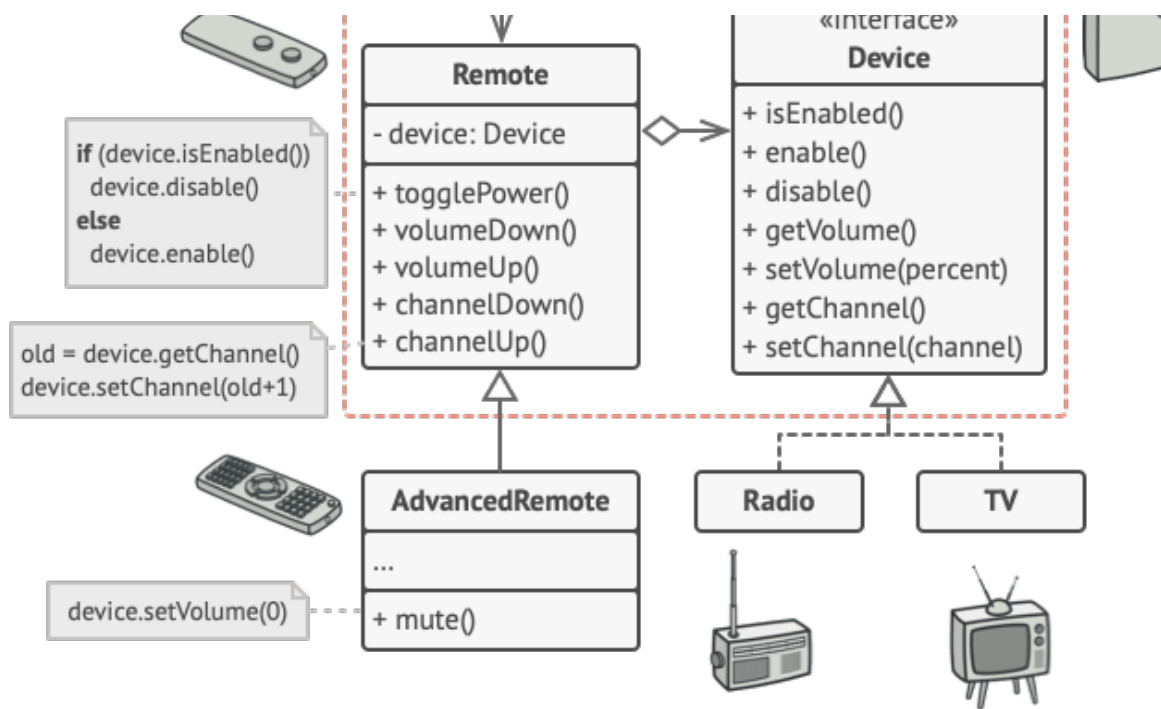 «interface»
Device
Remote
- device: Device
+ togglePower()
+ volumeDown()
+ volumeUp()
+ channelDown()
+ channelUp()
+ isEnabled()
+ enable()
+ disable()
+ getVolume()
+ setVolume(percent)
+ getChannel()
+ setChannel(channel)
if (device.isEnabled())
device.disable()
else
device.enable()
old = device.getChannel()
device.setChannel(old+1)
AdvancedRemote
...
+ mute()
device.setVolume(0)
Radio
TV